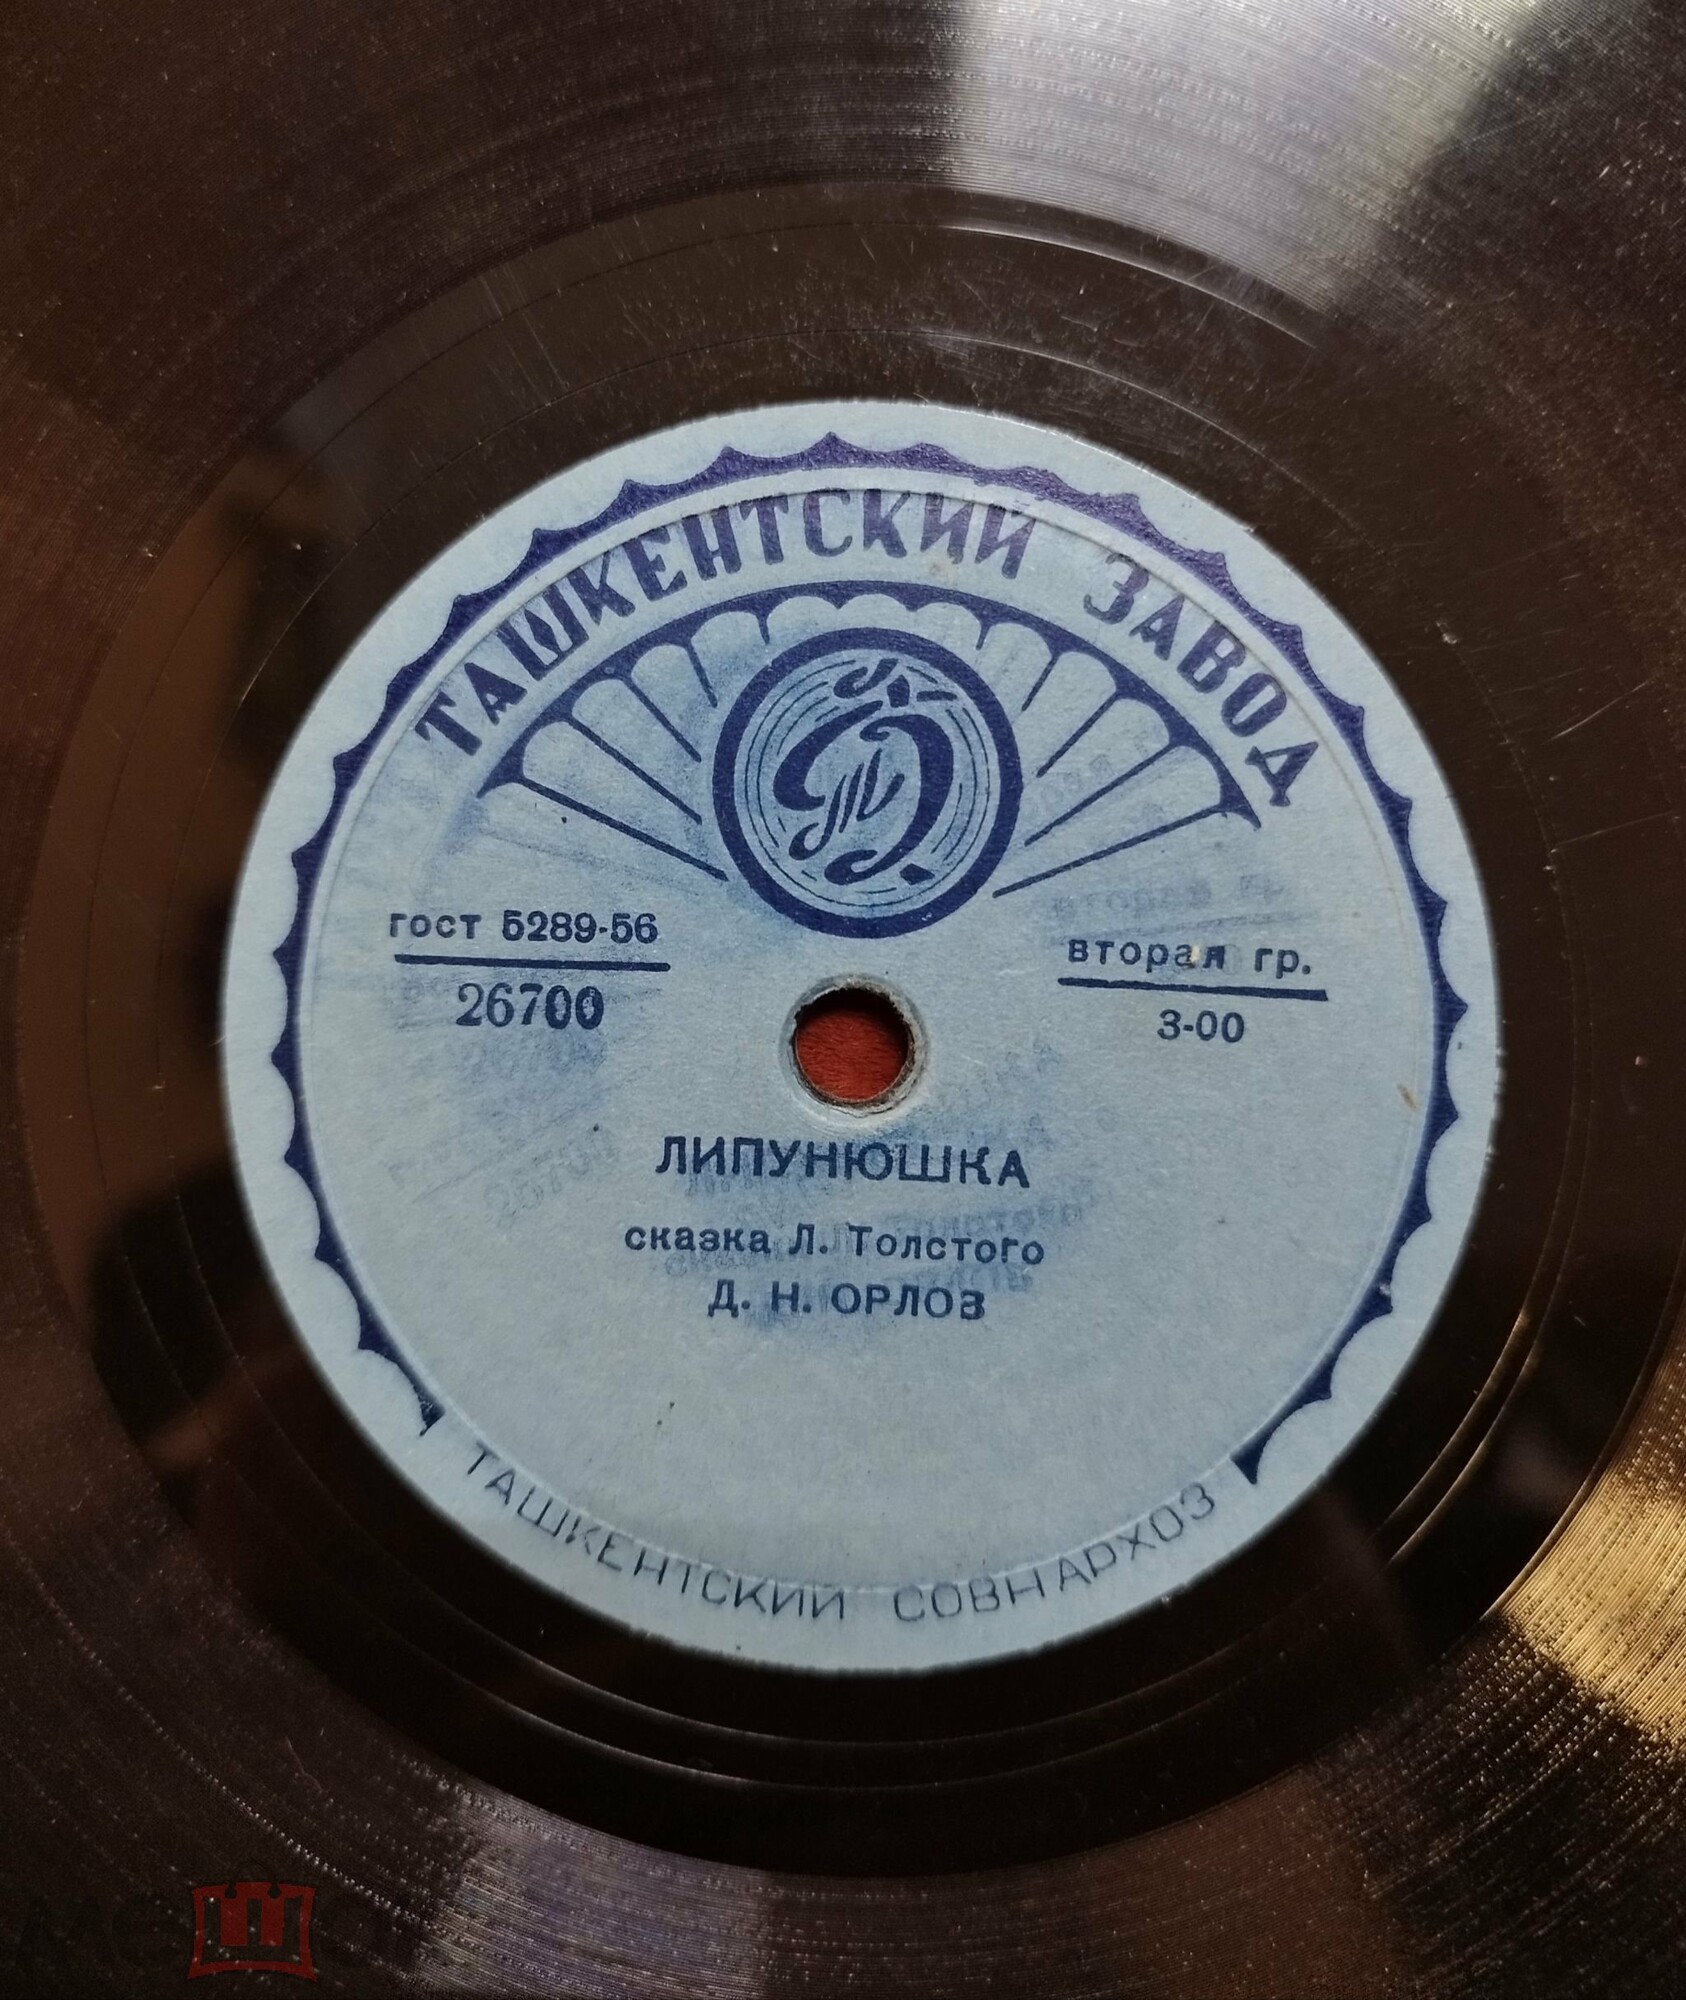 ТАШКЕНТСКИЙ ЗАВОД
гост 5289-56
26700
вторая гр.
3-00
ЛИПУНЮШКА
сказка Л. Толстого
Д. Н. ОРЛОВ
ТАШКЕНТСКИЙ СОВНАРХОЗ